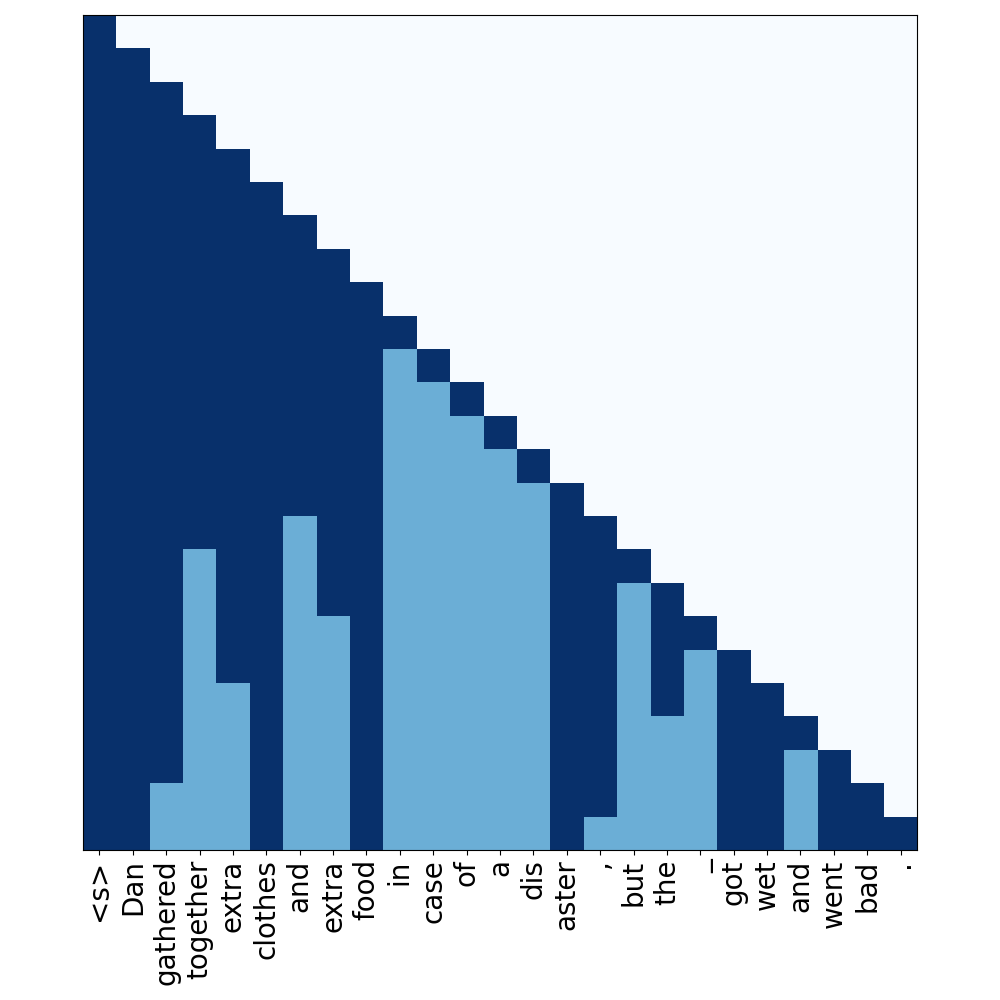 <s>
Dan
gathered
together
extra
clothes
and
extra
food
in
case
of
a
dis
aster
,
but
the
_
got
wet
and
went
bad
.